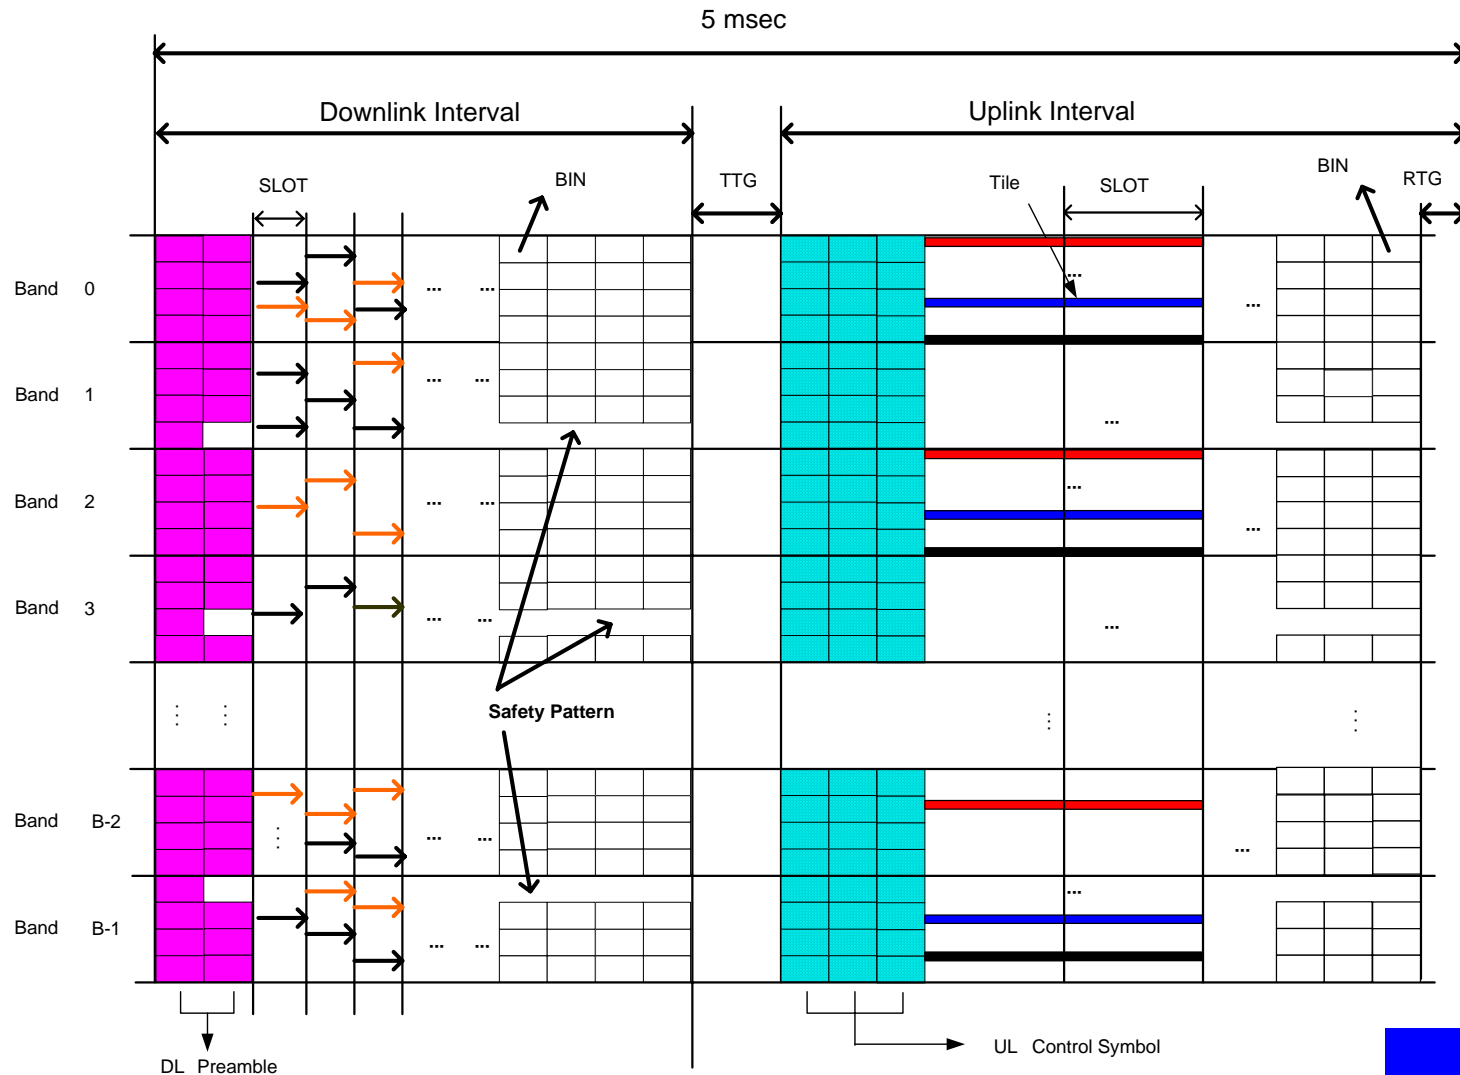 5 msec
Downlink Interval
Uplink Interval
SLOT
BIN
TTG
Tile
SLOT
BIN
RTG
Band 0
... ...
...
...
Band 1
... ...
...
Band 2
... ...
...
...
Band 3
... ...
...
Safety Pattern
Band B-2
... ...
...
Band B-1
... ...
...
DL Preamble
UL Control Symbol